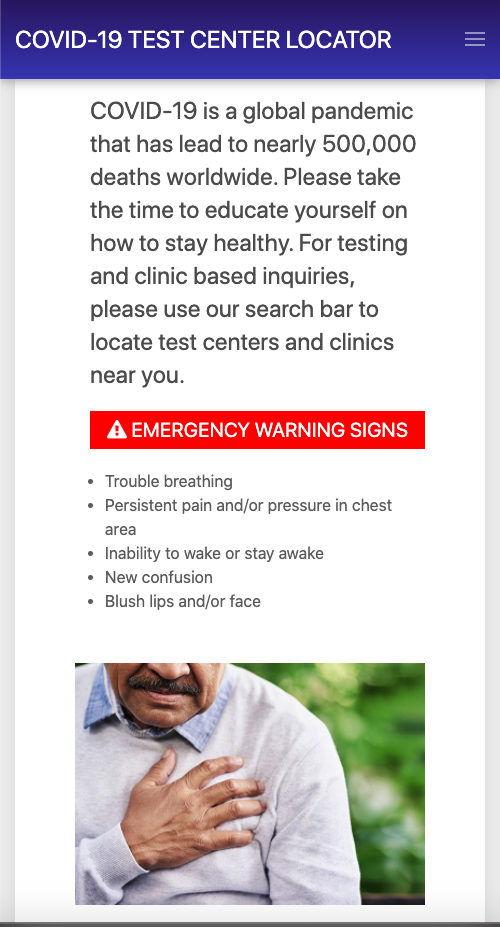 COVID-19 TEST CENTER LOCATOR
COVID-19 is a global pandemic
that has lead to nearly 500,000
deaths worldwide. Please take
the time to educate yourself on
how to stay healthy. For testing
and clinic based inquiries,
please use our search bar to
locate test centers and clinics
near you.
EMERGENCY WARNING SIGNS
• Trouble breathing
• Persistent pain and/or pressure in chest
area
• Inability to wake or stay awake
• New confusion
• Blush lips and/or face